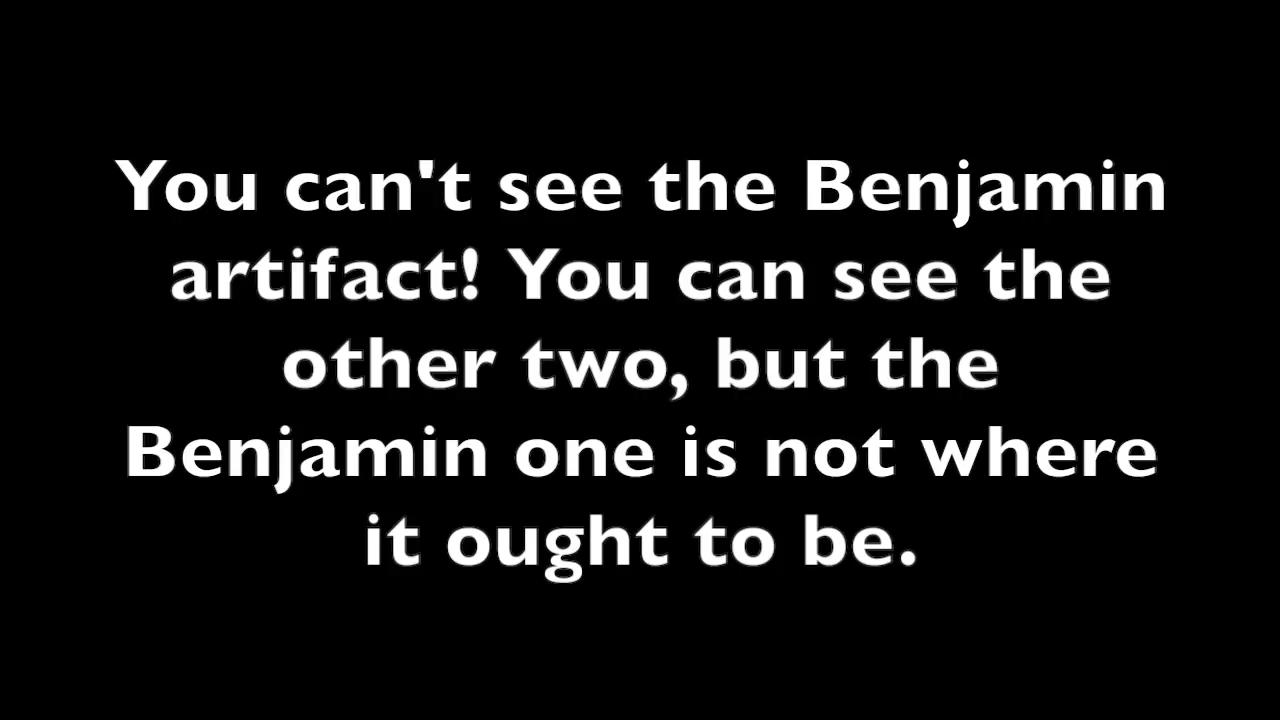 You can't see the Benjamin
artifact! You can see the
other two, but the
Benjamin one is not where
it ought to be.